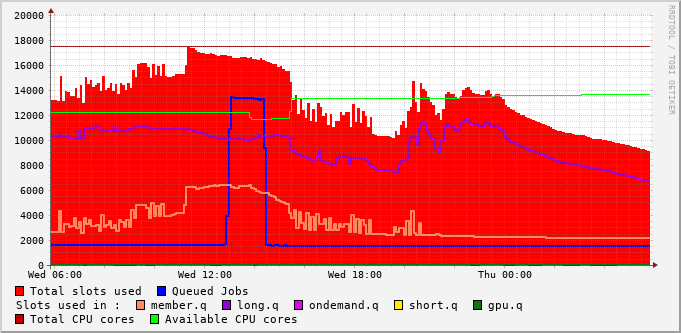 20000
18000
16000
14000
12000
10000
8000
6000
4000
2000
0
Wed 06:00 Wed 12:00 Wed 18:00 Thu 00:00
RRDTOOL / TOBI OETIKER
Total slots used Queued Jobs
Slots used in : member.q long.q ondemand.q short.q gpu.q
Total CPU cores Available CPU cores